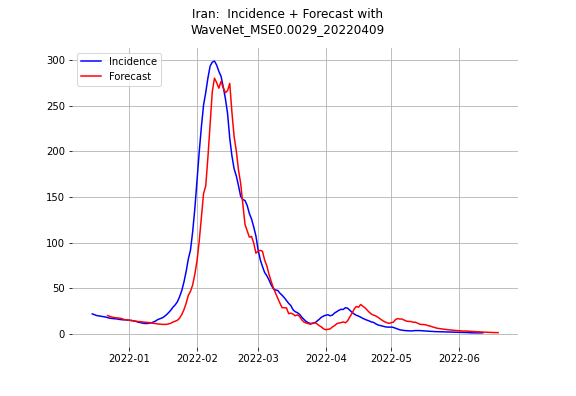 Iran:  Incidence + Forecast with
WaveNet_MSE0.0029_20220409
Incidence
Forecast
300
250
200
150
100
50
0
2022-01 2022-02 2022-03 2022-04 2022-05 2022-06